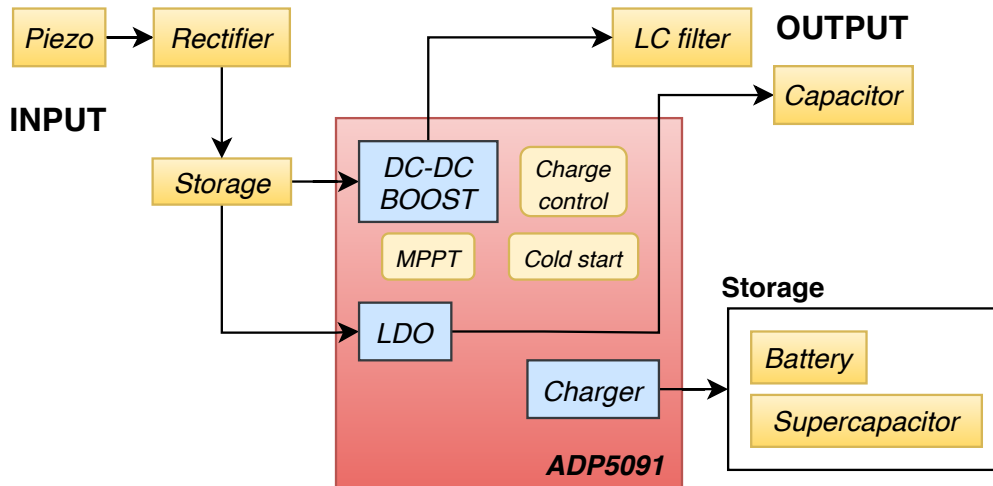 Piezo
Rectifier
LC filter
OUTPUT
Capacitor
INPUT
Storage
DC-DC
BOOST
Charge
control
MPPT
Cold start
LDO
Storage
Battery
Charger
Supercapacitor
ADP5091